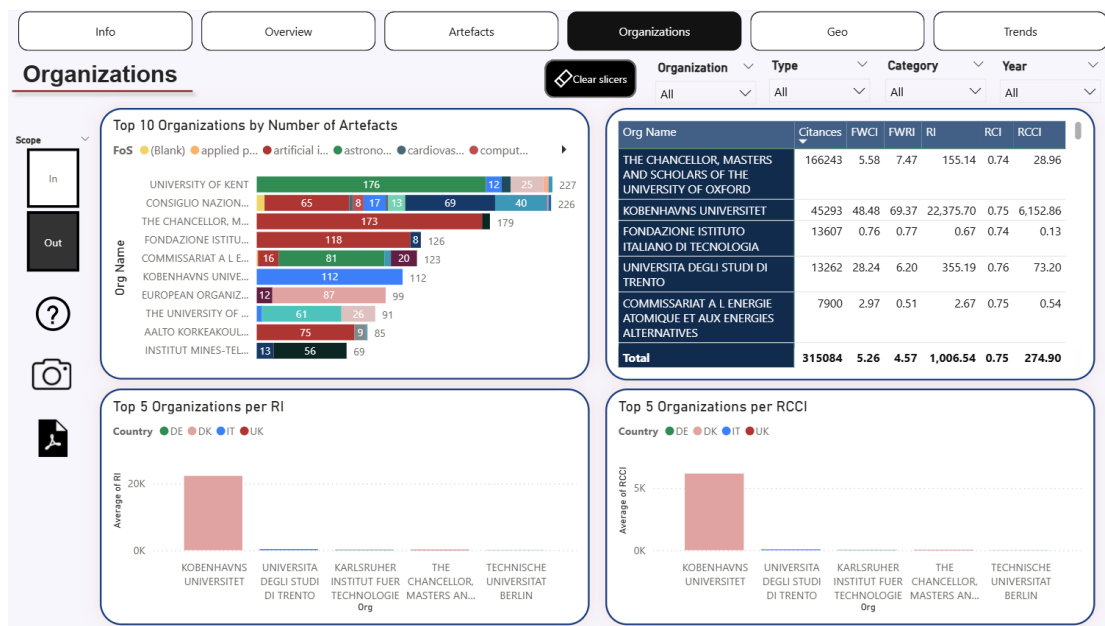 Info
Overview
Artefacts
Organizations
Geo
Trends
Organizations
Clear slicers
Organization
All
Type
All
Category
All
Year
All
Scope
In
Out
Top 10 Organizations by Number of Artefacts
FoS (Blank) applied p... artificial i... astrono... cardiovas... comput...
Org Name
UNIVERSITY OF KENT 176 12 25 227
CONSIGLIO NAZION... 65 8 17 13 69 40 226
THE CHANCELLOR, M... 173 179
FONDAZIONE ISTITU... 118 8 126
COMMISSARIAT A L E... 16 81 20 123
KOBENHAVNS UNIVE... 112 112
EUROPEAN ORGANIZ... 12 87 99
THE UNIVERSITY OF ... 61 26 91
AALTO KORKEAKOUL... 75 9 85
INSTITUT MINES-TEL... 13 56 69
Org Name Citances FWCI FWRI RI RCI RCCI
THE CHANCELLOR, MASTERS 166243 5.58 7.47 155.14 0.74 28.96
AND SCHOLARS OF THE
UNIVERSITY OF OXFORD
KOBENHAVNS UNIVERSITET 45293 48.48 69.37 22,375.70 0.75 6,152.86
FONDAZIONE ISTITUTO 13607 0.76 0.77 0.67 0.74 0.13
ITALIANO DI TECNOLOGIA
UNIVERSITA DEGLI STUDI DI 13262 28.24 6.20 355.19 0.76 73.20
TRENTO
COMMISSARIAT A L ENERGIE 7900 2.97 0.51 2.67 0.75 0.54
ATOMIQUE ET AUX ENERGIES
ALTERNATIVES
Total 315084 5.26 4.57 1,006.54 0.75 274.90
Top 5 Organizations per RI
Country DE DK IT UK
Average of RI
20K
0K
KOBENHAVNS
UNIVERSITET
UNIVERSITA
DEGLI STUDI
DI TRENTO
KARLSRUHER
INSTITUT FUER
TECHNOLOGIE
THE
CHANCELLOR,
MASTERS AN...
TECHNISCHE
UNIVERSITAT
BERLIN
Org
Top 5 Organizations per RCCI
Country DE DK IT UK
Average of RCCI
5K
0K
KOBENHAVNS
UNIVERSITET
UNIVERSITA
DEGLI STUDI
DI TRENTO
KARLSRUHER
INSTITUT FUER
TECHNOLOGIE
THE
CHANCELLOR,
MASTERS AN...
TECHNISCHE
UNIVERSITAT
BERLIN
Org